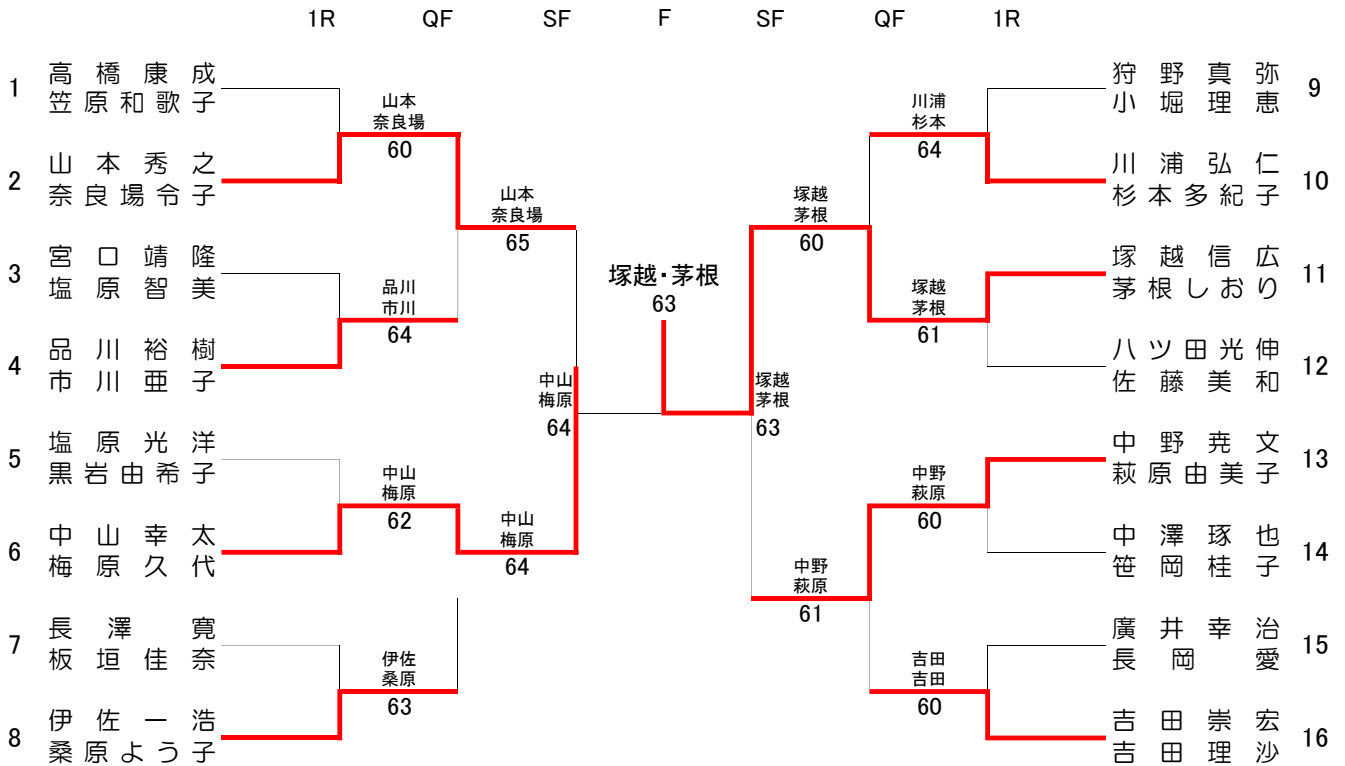 1R QF SF F SF QF 1R
1 高橋康成
笠原和歌子
2 山本秀之
奈良場令子
3 宮口靖隆
塩原智美
4 品川裕樹
市川亜子
5 塩原光洋
黒岩由希子
6 中山幸太
梅原久代
7 長澤寛
板垣佳奈
8 伊佐一浩
桑原よう子
山本
奈良場
60
品川
市川
64
中山
梅原
62
伊佐
桑原
63
山本
奈良場
65
中山
梅原
64
中山
梅原
64
塚越・茅根
63
塚越
茅根
63
塚越
茅根
60
中野
萩原
61
川浦
杉本
64
塚越
茅根
61
中野
萩原
60
吉田
吉田
60
狩野真弥 9
小堀理恵
川浦弘仁 10
杉本多紀子
塚越信広 11
茅根しおり
八ツ田光伸 12
佐藤美和
中野尭文 13
萩原由美子
中澤琢也 14
笹岡桂子
廣井幸治 15
長岡愛
吉田崇宏 16
吉田理沙